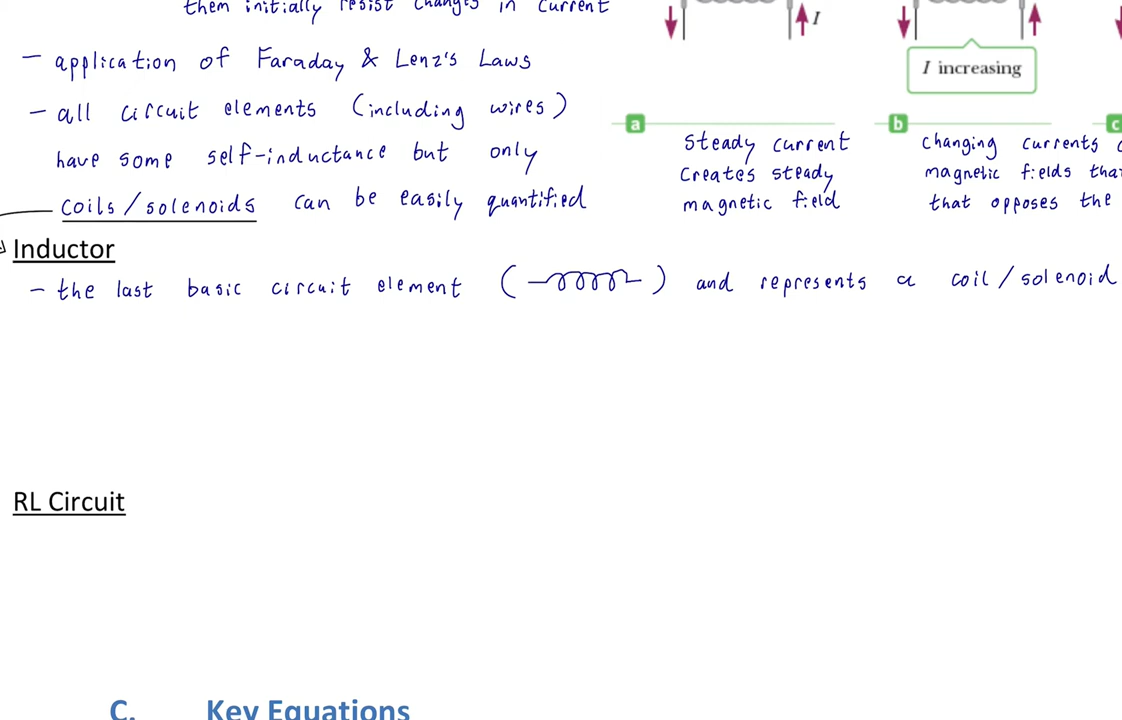 them initially resist changes in current
- application of Faraday & Lenz's Laws
- all circuit elements (including wires)
have some self-inductance but only
coils/solenoids can be easily quantified
I
I increasing
a
b
c
steady current
creates steady
magnetic field
changing currents
magnetic fields
that opposes the
Inductor
- the last basic circuit element ( ) and represents a coil/solenoid
RL Circuit
C. Key Equations